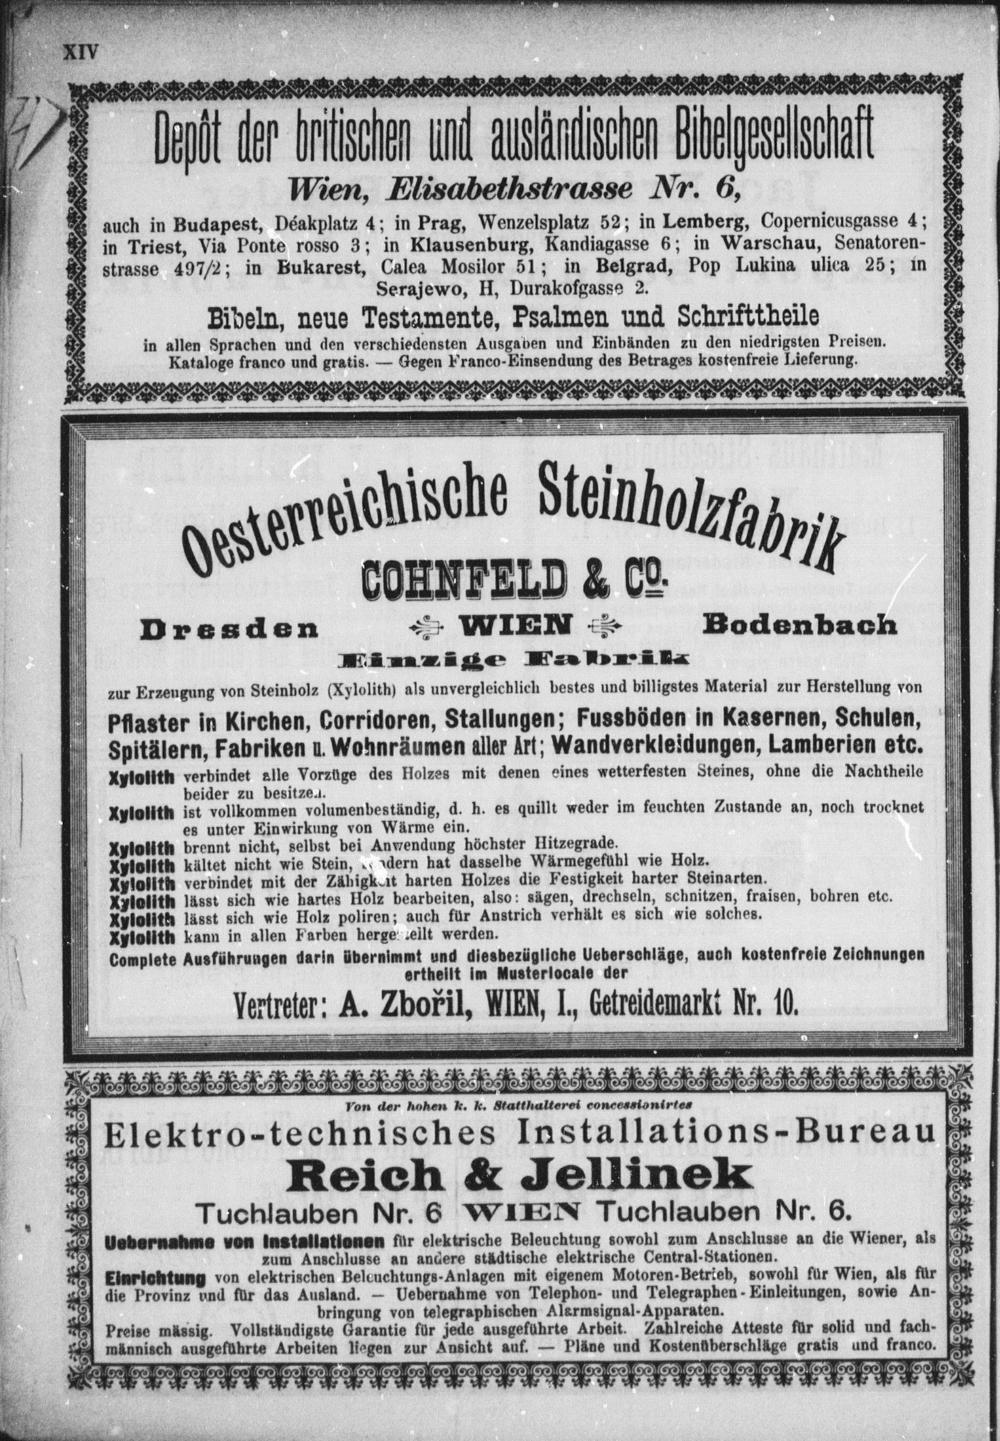 XIV
Depôt der britischen und ausländischen Bibelgesellschaft
Wien, Elisabethstrasse Nr. 6,
auch in Budapest, Déakplatz 4; in Prag, Wenzelsplatz 52; in Lemberg, Copernicusgasse 4;
in Triest, Via Ponte rosso 3; in Klausenburg, Kandiagasse 6; in Warschau, Senatoren-
strasse 497/2; in Bukarest, Calea Mosilor 51; in Belgrad, Pop Lukina ulica 25; in
Serajewo, H, Durakofgasse 2.
Bibeln, neue Testamente, Psalmen und Schrifttheile
in allen Sprachen und den verschiedensten Ausgaben und Einbänden zu den niedrigsten Preisen.
Kataloge franco und gratis. — Gegen Franco-Einsendung des Betrages kostenfreie Lieferung.
Oesterreichische Steinholzfabrik
COHNFELD & Co.
Dresden WIEN Bodenbach
Einzige Fabrik
zur Erzeugung von Steinholz (Xylolith) als unvergleichlich bestes und billigstes Material zur Herstellung von
Pflaster in Kirchen, Corridoren, Stallungen; Fussböden in Kasernen, Schulen,
Spitälern, Fabriken u. Wohnräumen aller Art; Wandverkleidungen, Lamberien etc.
Xylolith verbindet alle Vorzüge des Holzes mit denen eines wetterfesten Steines, ohne die Nachtheile
beider zu besitzen.
Xylolith ist vollkommen volumenbeständig, d. h. es quillt weder im feuchten Zustande an, noch trocknet
es unter Einwirkung von Wärme ein.
Xylolith brennt nicht, selbst bei Anwendung höchster Hitzegrade.
Xylolith kältet nicht wie Stein, sondern hat dasselbe Wärmegefühl wie Holz.
Xylolith verbindet mit der Zähigkeit harten Holzes die Festigkeit harter Steinarten.
Xylolith lässt sich wie hartes Holz bearbeiten, also: sägen, drechseln, schnitzen, fraisen, bohren etc.
Xylolith lässt sich wie Holz poliren; auch für Anstrich verhält es sich wie solches.
Xylolith kann in allen Farben hergestellt werden.
Complete Ausführungen darin übernimmt und diesbezügliche Ueberschläge, auch kostenfreie Zeichnungen
ertheilt im Musterlocale der
Vertreter: A. Zbořil, WIEN, I., Getreidemarkt Nr. 10.
Von der hohen k. k. Statthalterei concessionirtes
Elektro-technisches Installations-Bureau
Reich & Jellinek
Tuchlauben Nr. 6 WIEN Tuchlauben Nr. 6.
Uebernahme von Installationen für elektrische Beleuchtung sowohl zum Anschlusse an die Wiener, als
zum Anschlusse an andere städtische elektrische Central-Stationen.
Einrichtung von elektrischen Beleuchtungs-Anlagen mit eigenem Motoren-Betrieb, sowohl für Wien, als für
die Provinz und für das Ausland. — Uebernahme von Telephon- und Telegraphen-Einleitungen, sowie An-
bringung von telegraphischen Alarmsignal-Apparaten.
Preise mässig. Vollständigste Garantie für jede ausgeführte Arbeit. Zahlreiche Atteste für solid und fach-
männisch ausgeführte Arbeiten liegen zur Ansicht auf. — Pläne und Kostenüberschläge gratis und franco.